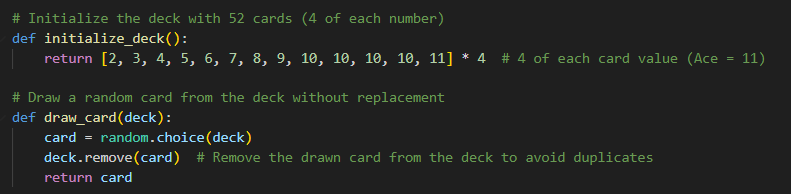 # Initialize the deck with 52 cards (4 of each number)
def initialize_deck():
    return [2, 3, 4, 5, 6, 7, 8, 9, 10, 10, 10, 10, 11] * 4  # 4 of each card value (Ace = 11)
# Draw a random card from the deck without replacement
def draw_card(deck):
    card = random.choice(deck)
    deck.remove(card)  # Remove the drawn card from the deck to avoid duplicates
    return card